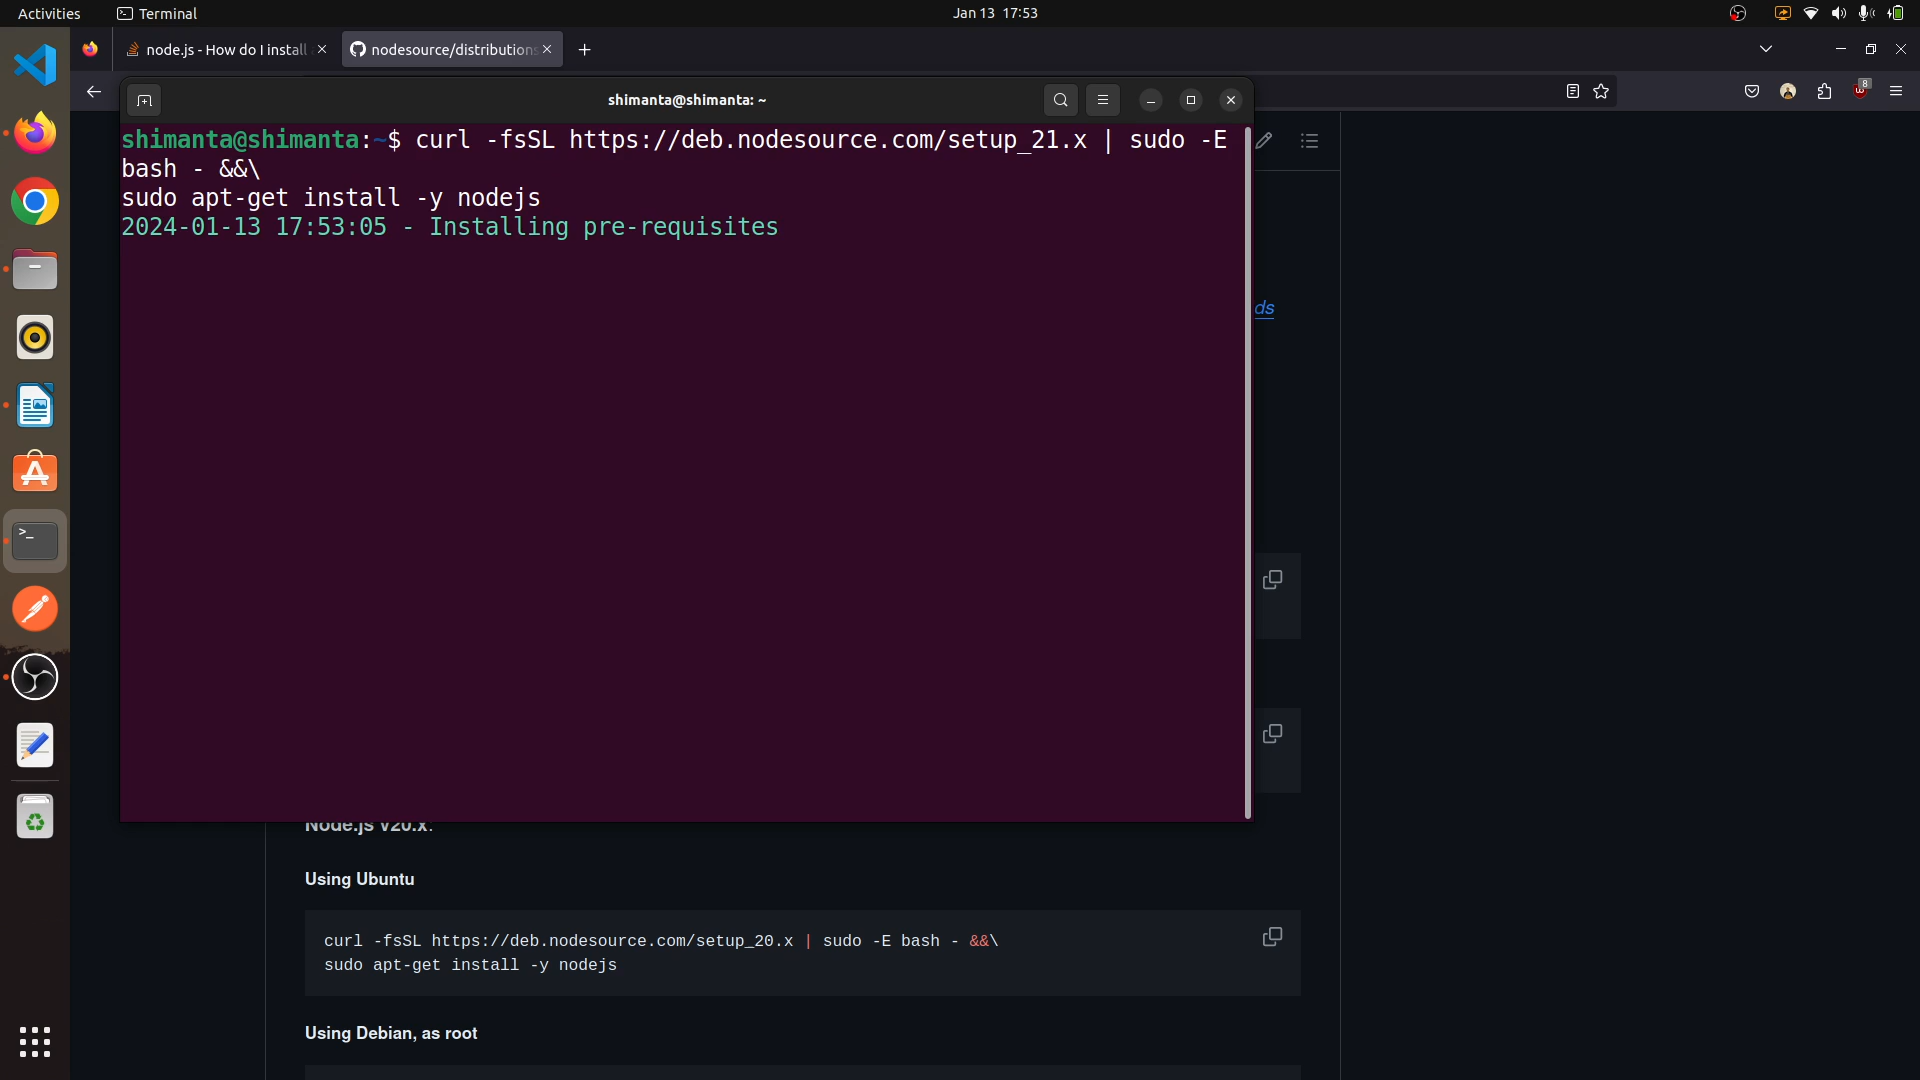 Activities
Terminal
Jan 13 17:53
node.js - How do I install
nodesource/distributions
8
shimanta@shimanta: ~
shimanta@shimanta:~$ curl -fsSL https://deb.nodesource.com/setup_21.x | sudo -E
bash - &&\
sudo apt-get install -y nodejs
2024-01-13 17:53:05 - Installing pre-requisites
ds
Node.js v20.x:
Using Ubuntu
curl -fsSL https://deb.nodesource.com/setup_20.x | sudo -E bash - &&\
sudo apt-get install -y nodejs
Using Debian, as root